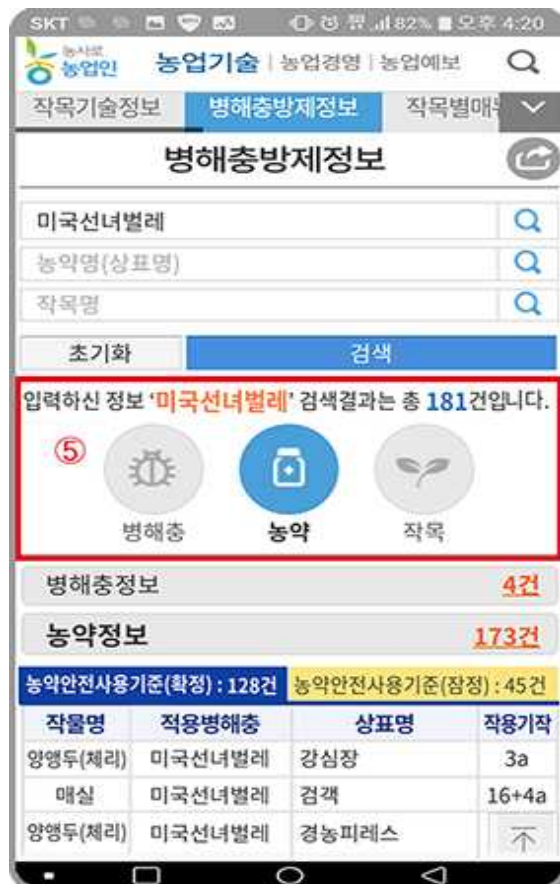 SKT 82% 오후 4:20
농사로 농업인 농업기술 | 농업경영 | 농업예보
작목기술정보 병해충방제정보 작목별매뉴
병해충방제정보
미국선녀벌레
농약명(상표명)
작목명
초기화 검색
입력하신 정보 '미국선녀벌레' 검색결과는 총 181건입니다.
⑤
병해충 농약 작목
병해충정보 4건
농약정보 173건
농약안전사용기준(확정) : 128건 농약안전사용기준(잠정) : 45건
작물명 적용병해충 상표명 작용기작
양앵두(체리) 미국선녀벌레 강심장 3a
매실 미국선녀벌레 검객 16+4a
양앵두(체리) 미국선녀벌레 경농피레스